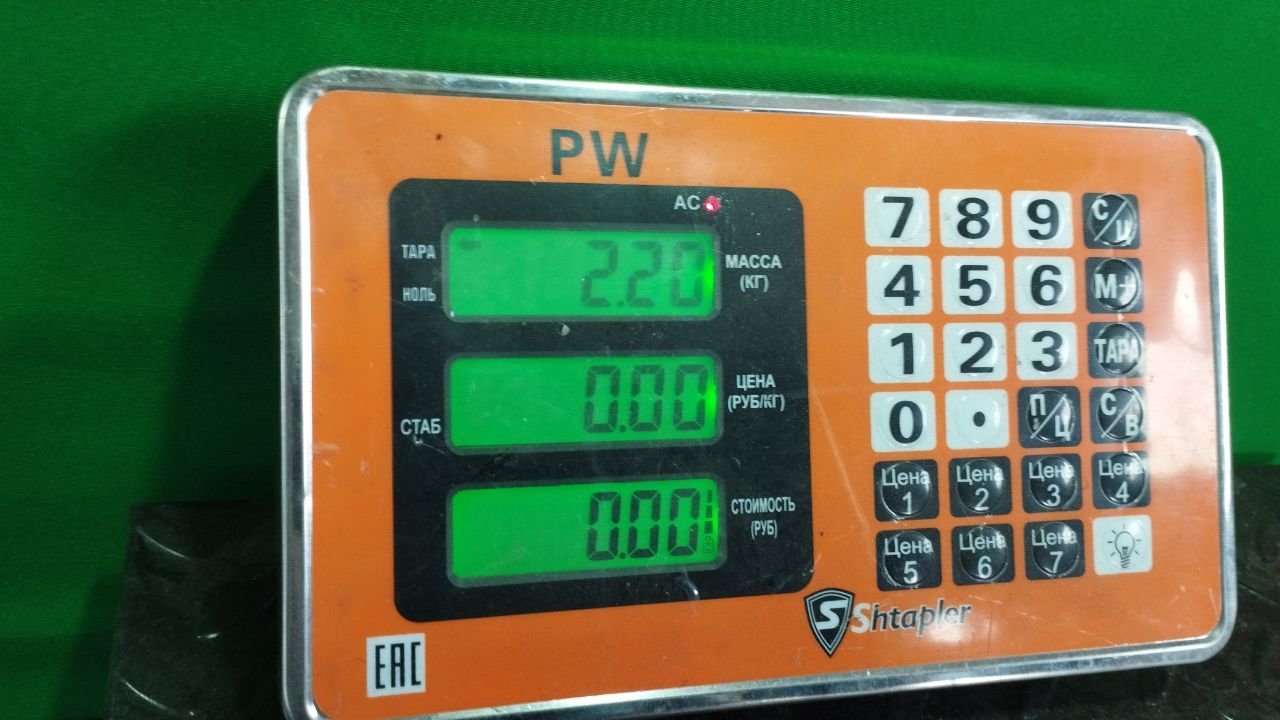 PW
AC
ТАРА
НОЛЬ
2.20
МАССА
(КГ)
СТАБ
0.00
ЦЕНА
(РУБ/КГ)
0.00
СТОИМОСТЬ
(РУБ)
7 8 9 С/Ц
4 5 6 М+
1 2 3 ТАРА
0 . П/Ц С/В
Цена 1 Цена 2 Цена 3 Цена 4
Цена 5 Цена 6 Цена 7
S Shtapler
EAC